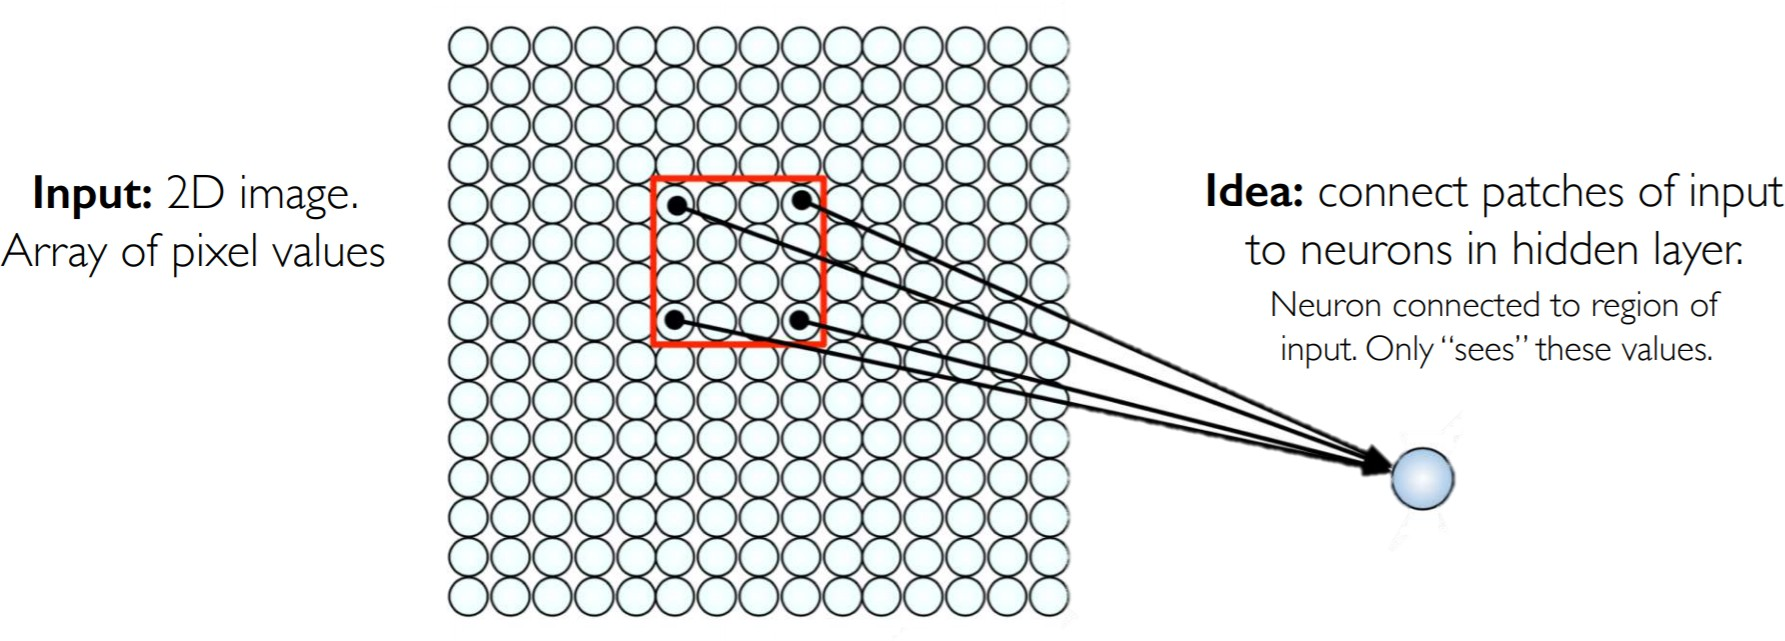 Input: 2D image.
Array of pixel values
Idea: connect patches of input
to neurons in hidden layer.
Neuron connected to region of
input. Only “sees” these values.